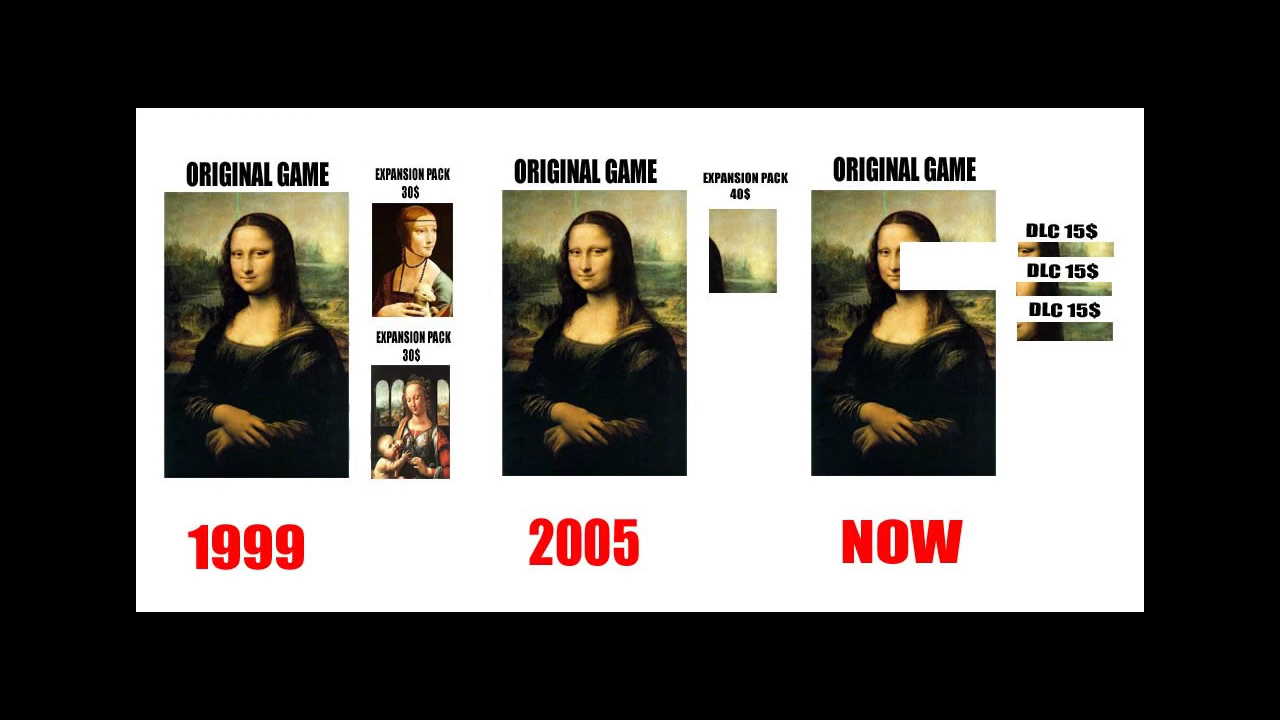 ORIGINAL GAME
EXPANSION PACK
30$
EXPANSION PACK
30$
1999
ORIGINAL GAME
EXPANSION PACK
40$
2005
ORIGINAL GAME
DLC 15$
DLC 15$
DLC 15$
NOW